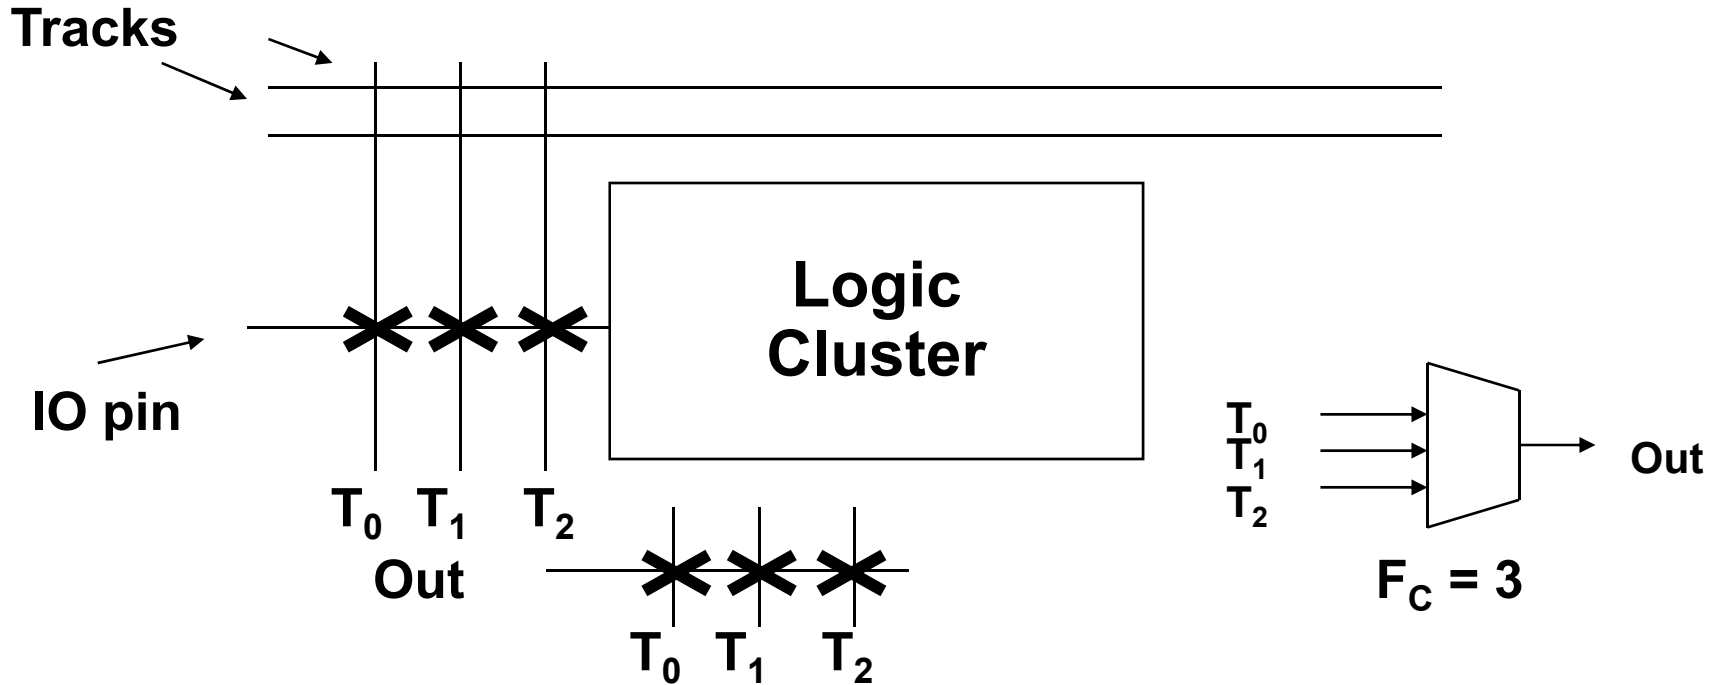 Tracks
Logic
Cluster
IO pin
T0
T1
T2
Out
T0 T1 T2
Out
FC = 3
T0 T1 T2